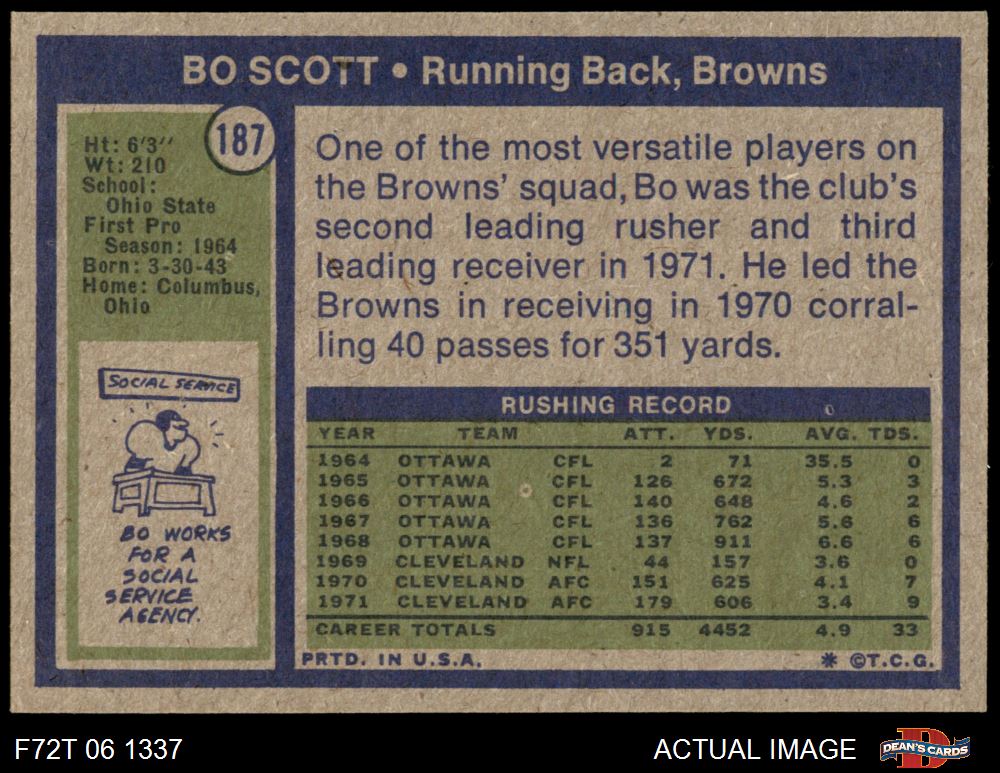 BO SCOTT • Running Back, Browns
187
Ht: 6'3''
Wt: 210
School:
Ohio State
First Pro
Season: 1964
Born: 3-30-43
Home: Columbus,
Ohio
SOCIAL SERVICE
BO WORKS
FOR A
SOCIAL
SERVICE
AGENCY.
One of the most versatile players on
the Browns' squad, Bo was the club's
second leading rusher and third
leading receiver in 1971. He led the
Browns in receiving in 1970 corral-
ling 40 passes for 351 yards.
RUSHING RECORD
YEAR TEAM ATT. YDS. AVG. TDS.
1964 OTTAWA CFL 2 71 35.5 0
1965 OTTAWA CFL 126 672 5.3 3
1966 OTTAWA CFL 140 648 4.6 2
1967 OTTAWA CFL 136 762 5.6 6
1968 OTTAWA CFL 137 911 6.6 6
1969 CLEVELAND NFL 44 157 3.6 0
1970 CLEVELAND AFC 151 625 4.1 7
1971 CLEVELAND AFC 179 606 3.4 9
CAREER TOTALS 915 4452 4.9 33
PRTD. IN U.S.A. * ©T.C.G.
F72T 06 1337 ACTUAL IMAGE DEAN'S CARDS